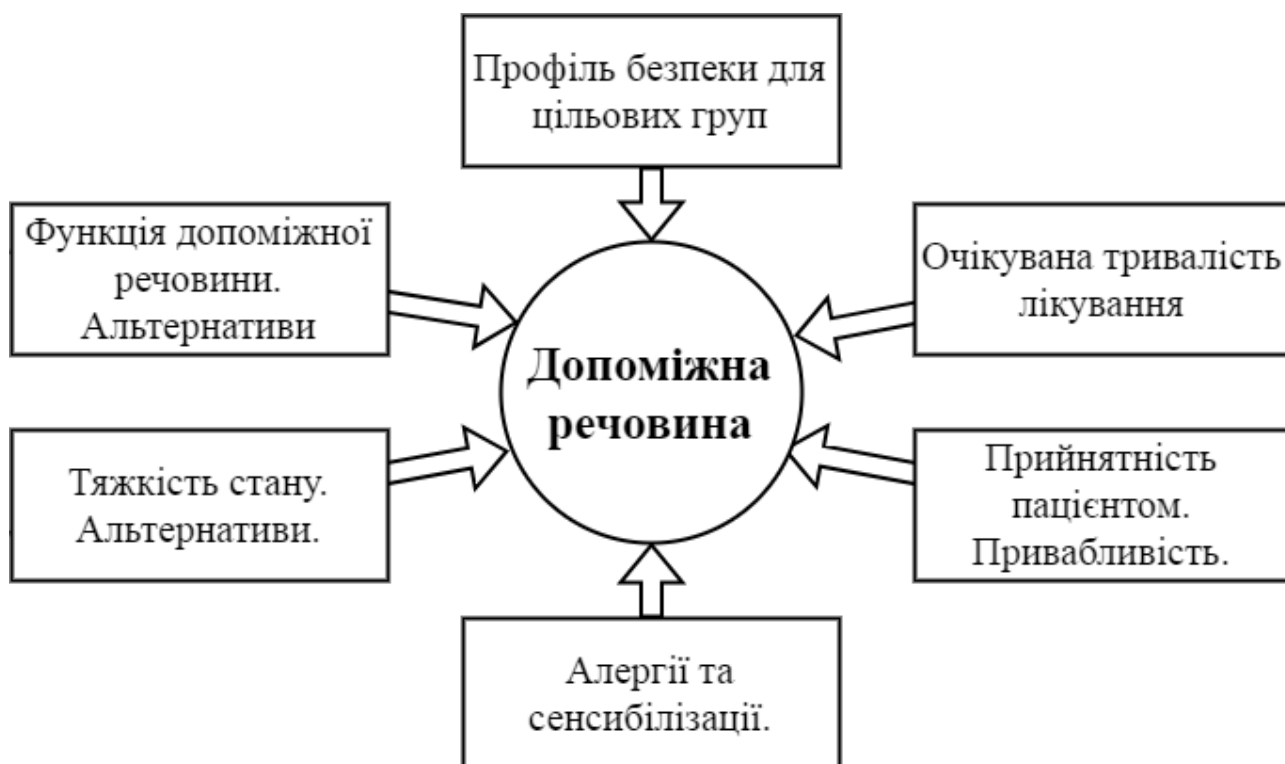 Профіль безпеки для
цільових груп
Функція допоміжної
речовини.
Альтернативи
Очікувана тривалість
лікування
Допоміжна
речовина
Тяжкість стану.
Альтернативи.
Прийнятність
пацієнтом.
Привабливість.
Алергії та
сенсибілізації.